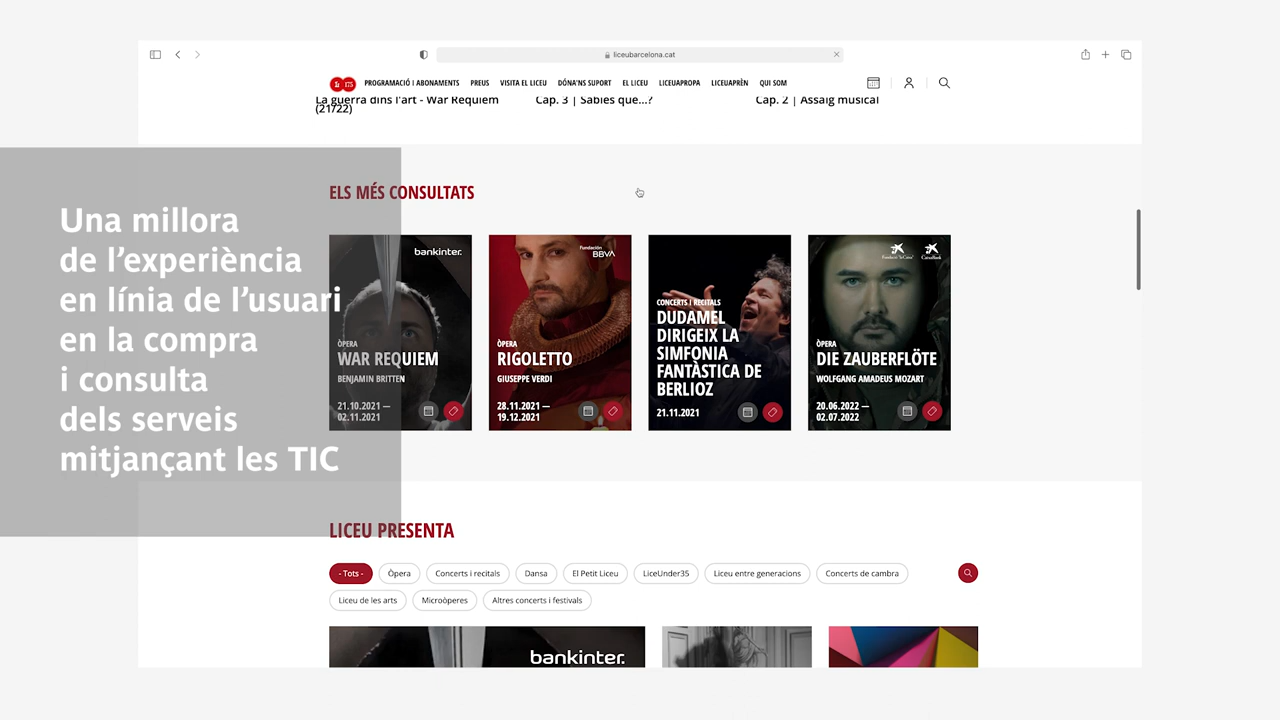 liceubarcelona.cat
PROGRAMACIÓ I ABONAMENTS PREUS VISITA EL LICEU DÓNA'NS SUPORT EL LICEU LICEUAPROPA LICEUAPRÈN QUI SOM
La guerra dins l'art - War Requiem
(21722)
Cap. 3 | Sabies que...?
Cap. 2 | Assaig musical
Una millora
de l'experiència
en línia de l'usuari
en la compra
i consulta
dels serveis
mitjançant les TIC
ELS MÉS CONSULTATS
bankinter.
ÒPERA
WAR REQUIEM
BENJAMIN BRITTEN
21.10.2021 —
02.11.2021
Fundación
BBVA
ÒPERA
RIGOLETTO
GIUSEPPE VERDI
28.11.2021 —
19.12.2021
CONCERTS I RECITALS
DUDAMEL
DIRIGEIX LA
SIMFONIA
FANTÀSTICA DE
BERLIOZ
21.11.2021
Fundació "la Caixa" CaixaBank
ÒPERA
DIE ZAUBERFLÖTE
WOLFGANG AMADEUS MOZART
20.06.2022 —
02.07.2022
LICEU PRESENTA
- Tots - Òpera Concerts i recitals Dansa El Petit Liceu LiceUnder35 Liceu entre generacions Concerts de cambra
Liceu de les arts Microòperes Altres concerts i festivals
bankinter.